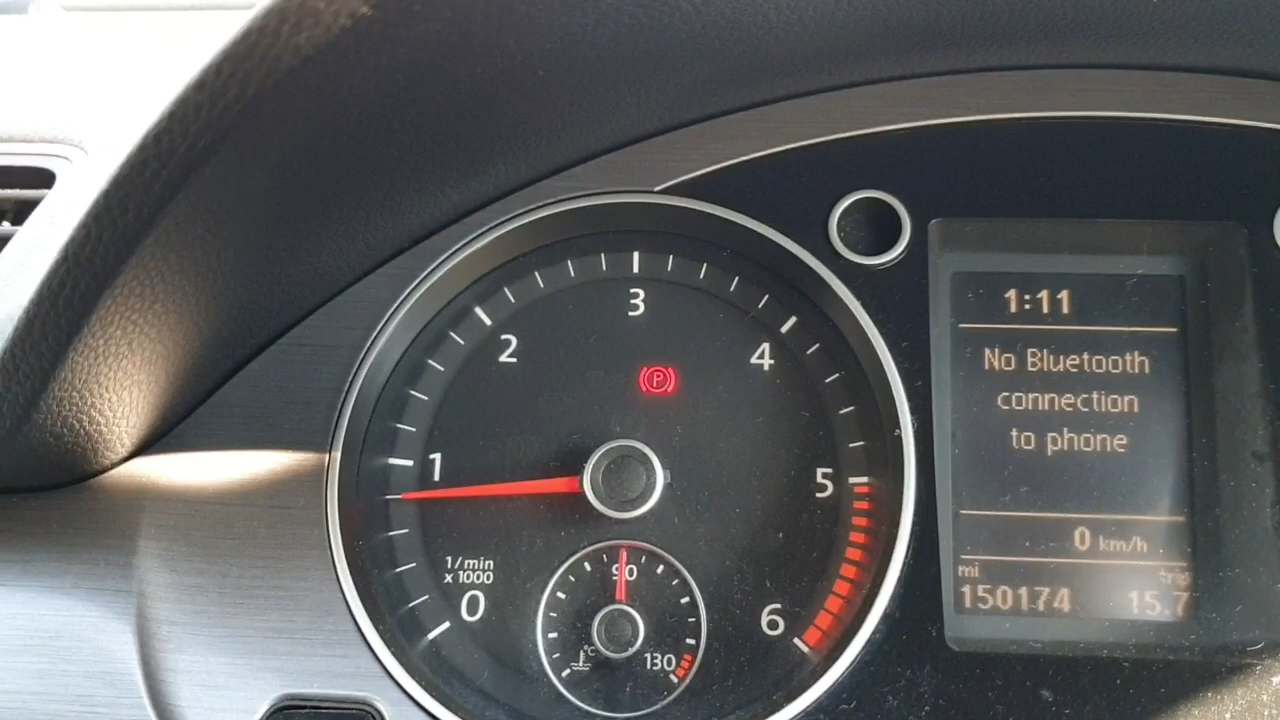 3
2
4
P
1
5
1/min
x 1000
0
6
90
°C
130
1:11
No Bluetooth
connection
to phone
0 km/h
mi trip
150174 15.7